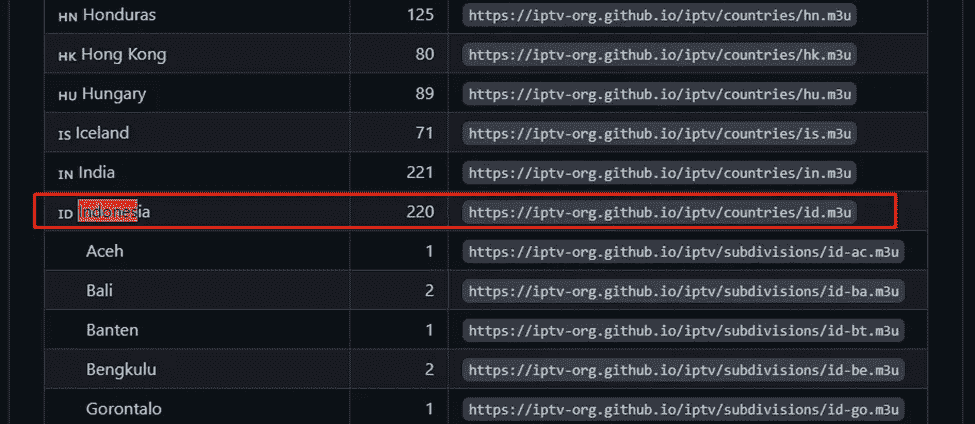 HN Honduras 125 https://iptv-org.github.io/iptv/countries/hn.m3u
HK Hong Kong 80 https://iptv-org.github.io/iptv/countries/hk.m3u
HU Hungary 89 https://iptv-org.github.io/iptv/countries/hu.m3u
IS Iceland 71 https://iptv-org.github.io/iptv/countries/is.m3u
IN India 221 https://iptv-org.github.io/iptv/countries/in.m3u
ID Indonesia 220 https://iptv-org.github.io/iptv/countries/id.m3u
Aceh 1 https://iptv-org.github.io/iptv/subdivisions/id-ac.m3u
Bali 2 https://iptv-org.github.io/iptv/subdivisions/id-ba.m3u
Banten 1 https://iptv-org.github.io/iptv/subdivisions/id-bt.m3u
Bengkulu 2 https://iptv-org.github.io/iptv/subdivisions/id-be.m3u
Gorontalo 1 https://iptv-org.github.io/iptv/subdivisions/id-go.m3u